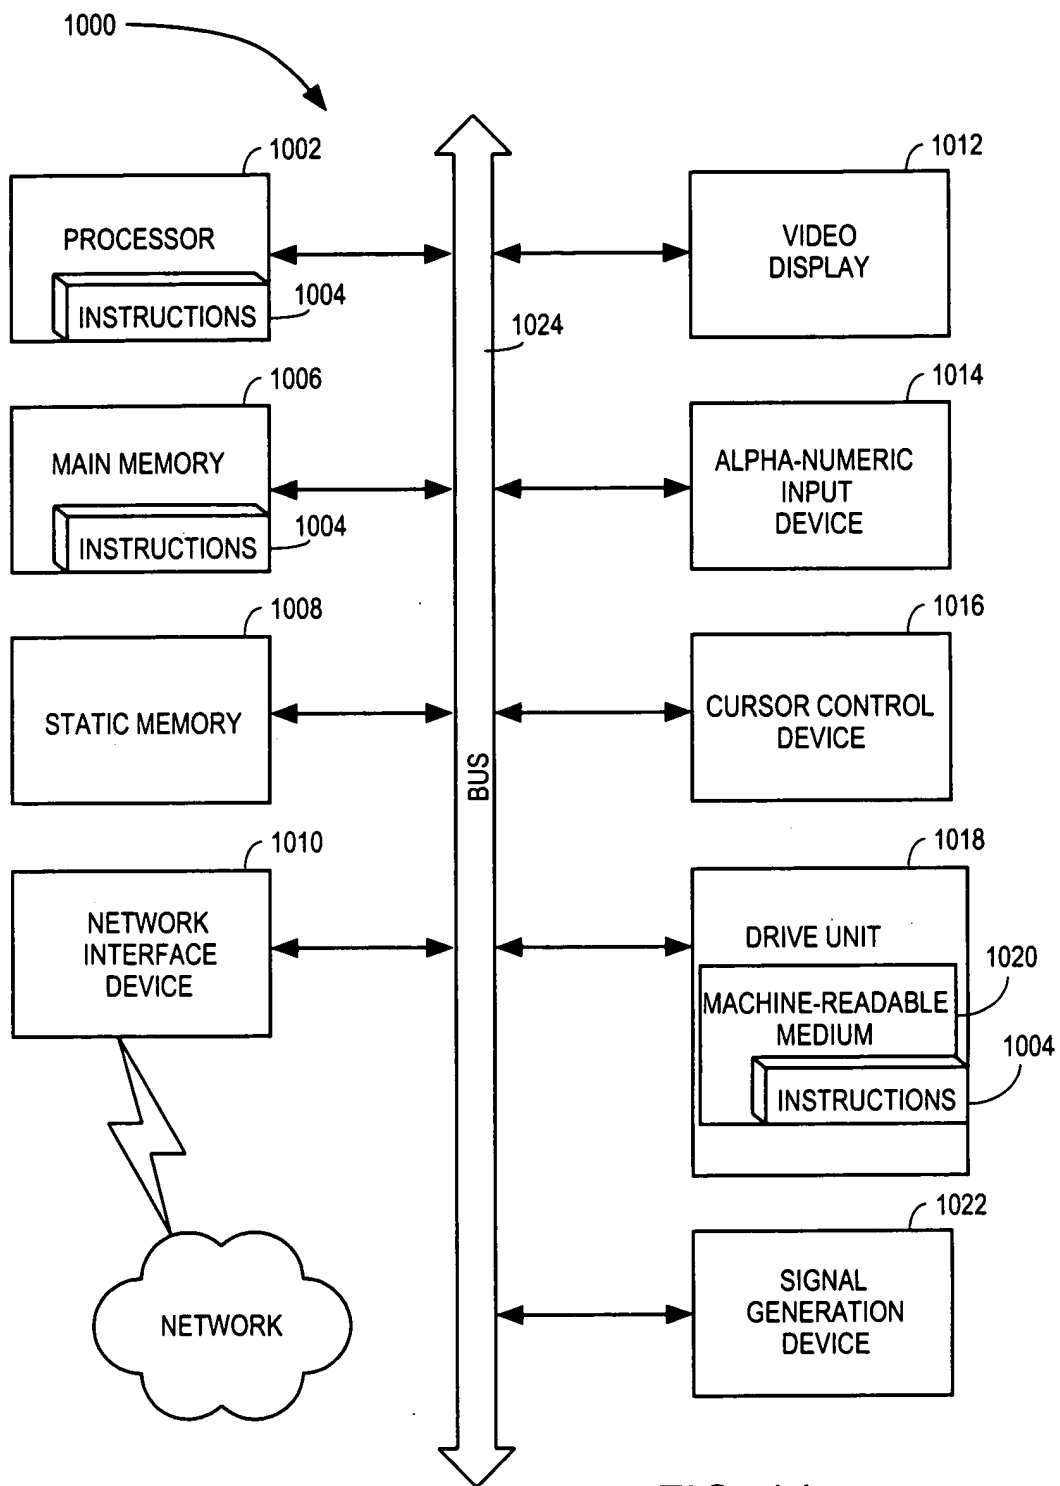 1000
1002
PROCESSOR
1004
INSTRUCTIONS
1006
MAIN MEMORY
1004
INSTRUCTIONS
1008
STATIC MEMORY
1010
NETWORK
INTERFACE
DEVICE
NETWORK
1024
BUS
1012
VIDEO
DISPLAY
1014
ALPHA-NUMERIC
INPUT
DEVICE
1016
CURSOR CONTROL
DEVICE
1018
DRIVE UNIT
1020
MACHINE-READABLE
MEDIUM
1004
INSTRUCTIONS
1022
SIGNAL
GENERATION
DEVICE